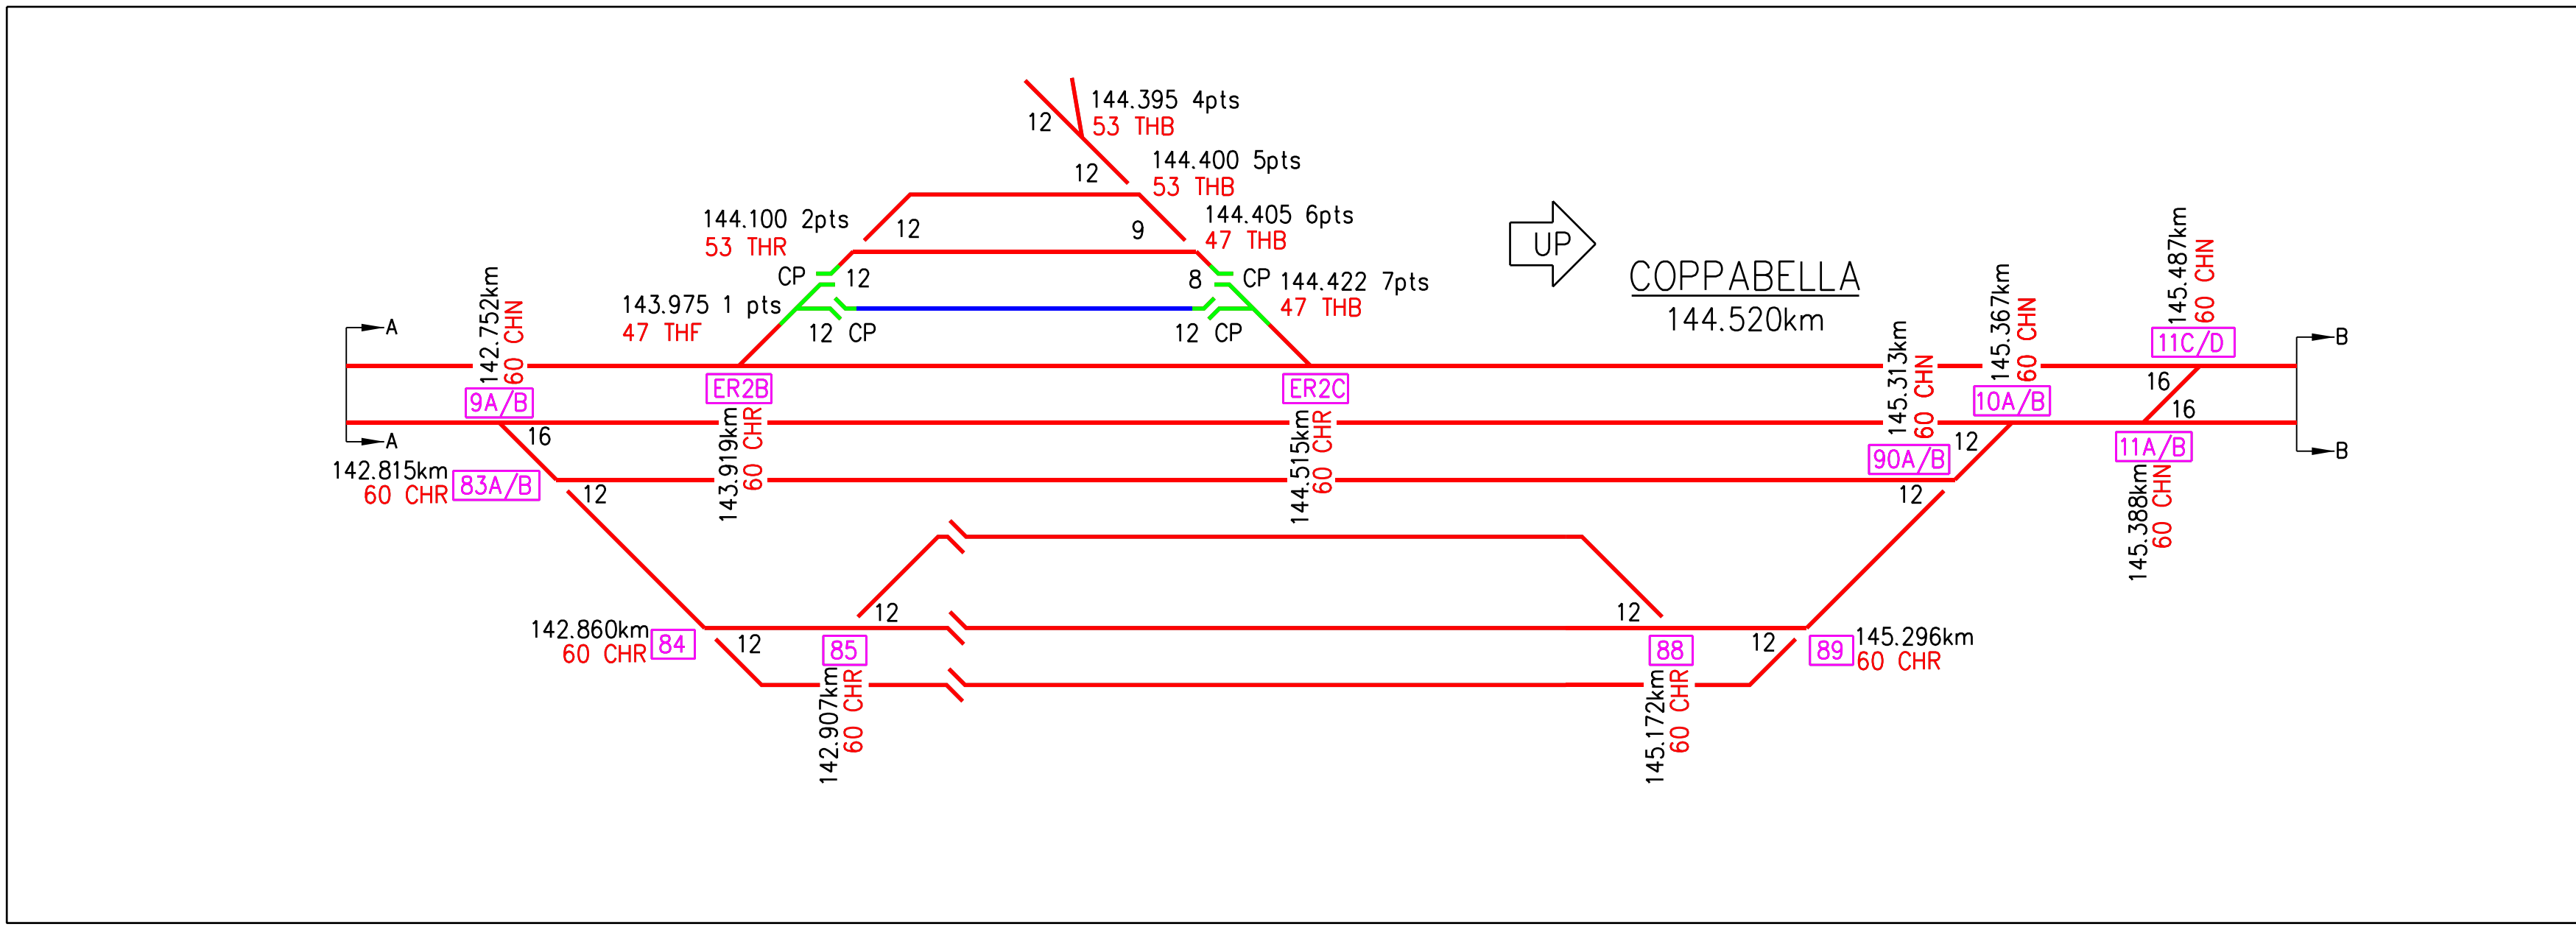 144.395 4pts
53 THB
12
144.400 5pts
53 THB
12
144.100 2pts
53 THR
12
9
144.405 6pts
47 THB
UP
COPPABELLA
144.520km
CP
12
8
CP
144.422 7pts
47 THB
143.975 1 pts
47 THF
12 CP
12 CP
A
A
142.752km
60 CHN
9A/B
16
ER2B
143.919km
60 CHR
ER2C
144.515km
60 CHR
145.313km
60 CHN
90A/B
145.367km
60 CHN
10A/B
12
145.487km
60 CHN
11C/D
16
16
11A/B
145.388km
60 CHN
B
B
142.815km
60 CHR
83A/B
12
12
142.860km
60 CHR
84
12
12
85
142.907km
60 CHR
12
88
145.172km
60 CHR
12
89
145.296km
60 CHR